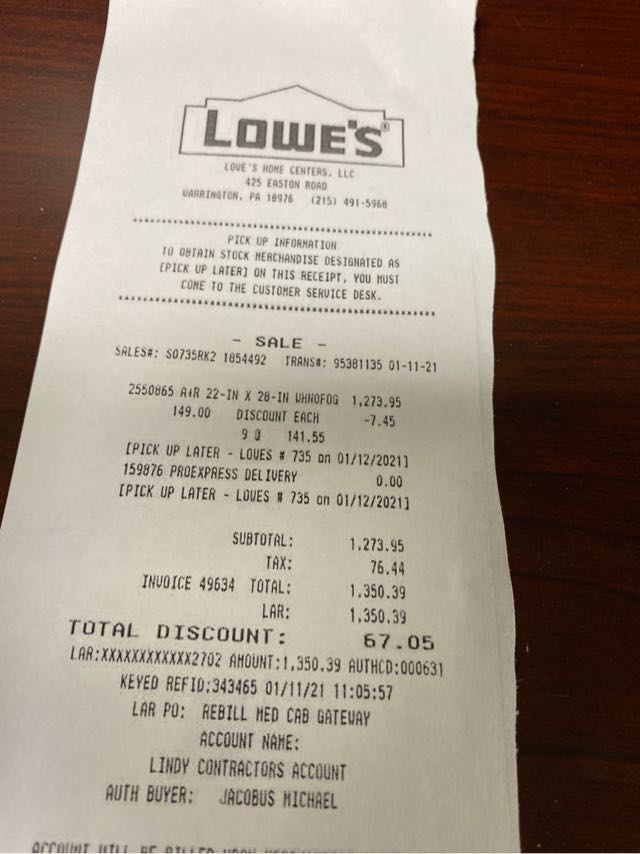 LOWE'S®
LOWE'S HOME CENTERS, LLC
425 EASTON ROAD
WARRINGTON, PA 18976 (215) 491-5968
PICK UP INFORMATION
TO OBTAIN STOCK MERCHANDISE DESIGNATED AS
[PICK UP LATER] ON THIS RECEIPT, YOU MUST
COME TO THE CUSTOMER SERVICE DESK.
- SALE -
SALES#: S0735RK2 1854492 TRANS#: 95381135 01-11-21
2550865 A+R 22-IN X 28-IN WHNOFOG 1,273.95
149.00 DISCOUNT EACH -7.45
9 @ 141.55
[PICK UP LATER - LOWES # 735 on 01/12/2021]
159876 PROEXPRESS DELIVERY 0.00
[PICK UP LATER - LOWES # 735 on 01/12/2021]
SUBTOTAL: 1,273.95
TAX: 76.44
INVOICE 49634 TOTAL: 1,350.39
LAR: 1,350.39
TOTAL DISCOUNT: 67.05
LAR:XXXXXXXXXXXX2702 AMOUNT:1,350.39 AUTHCD:000631
KEYED REFID:343465 01/11/21 11:05:57
LAR PO: REBILL MED CAB GATEWAY
ACCOUNT NAME:
LINDY CONTRACTORS ACCOUNT
AUTH BUYER: JACOBUS MICHAEL
ACCOUNT WILL BE BILLED UPON